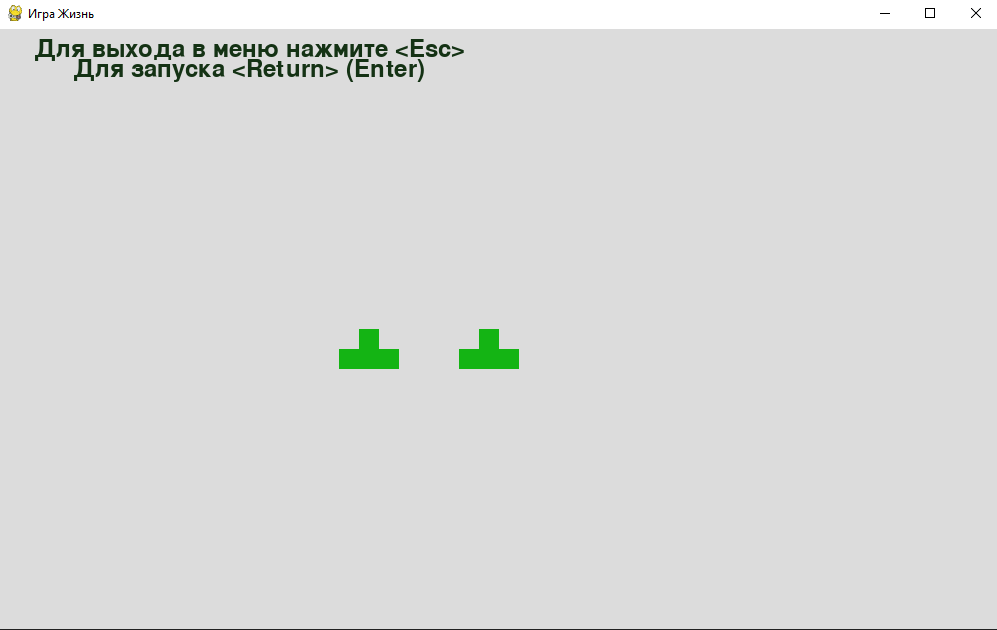 Игра Жизнь
Для выхода в меню нажмите <Esc>
Для запуска <Return> (Enter)